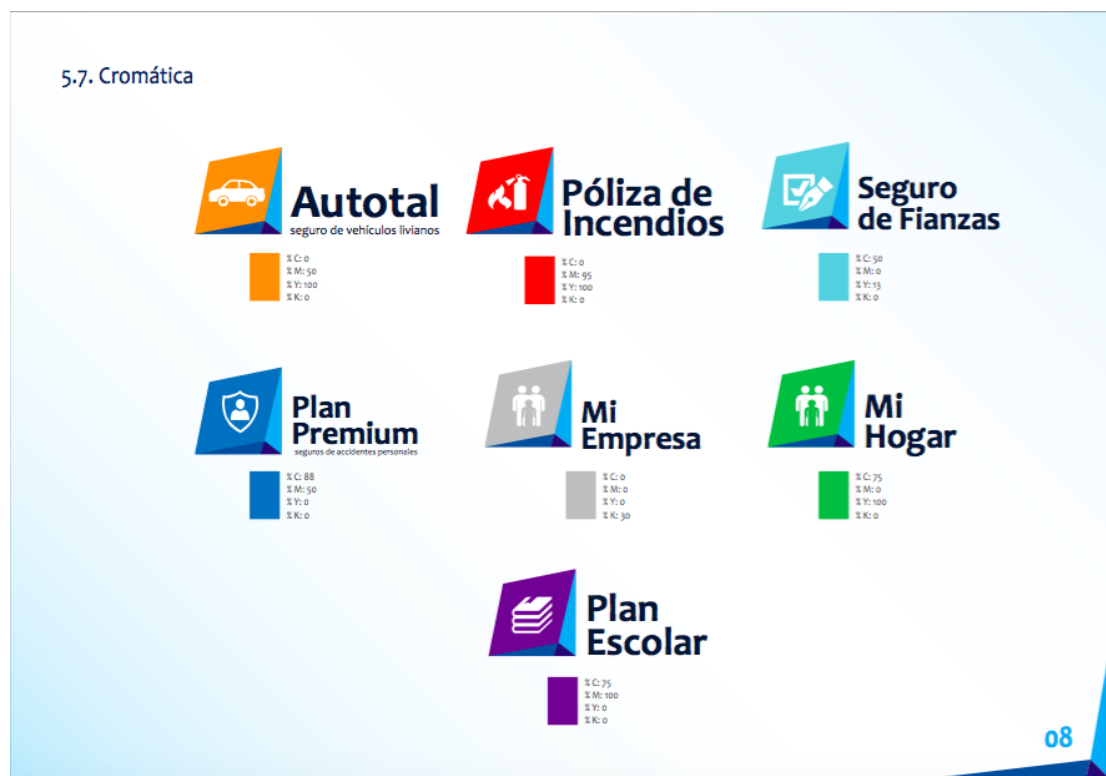 5.7. Cromática
Autotal
seguro de vehículos livianos
% C: 0
% M: 50
% Y: 100
% K: 0
Póliza de
Incendios
% C: 0
% M: 95
% Y: 100
% K: 0
Seguro
de Fianzas
% C: 50
% M: 0
% Y: 13
% K: 0
Plan
Premium
seguros de accidentes personales
% C: 88
% M: 50
% Y: 0
% K: 0
Mi
Empresa
% C: 0
% M: 0
% Y: 0
% K: 30
Mi
Hogar
% C: 75
% M: 0
% Y: 100
% K: 0
Plan
Escolar
% C: 75
% M: 100
% Y: 0
% K: 0
08